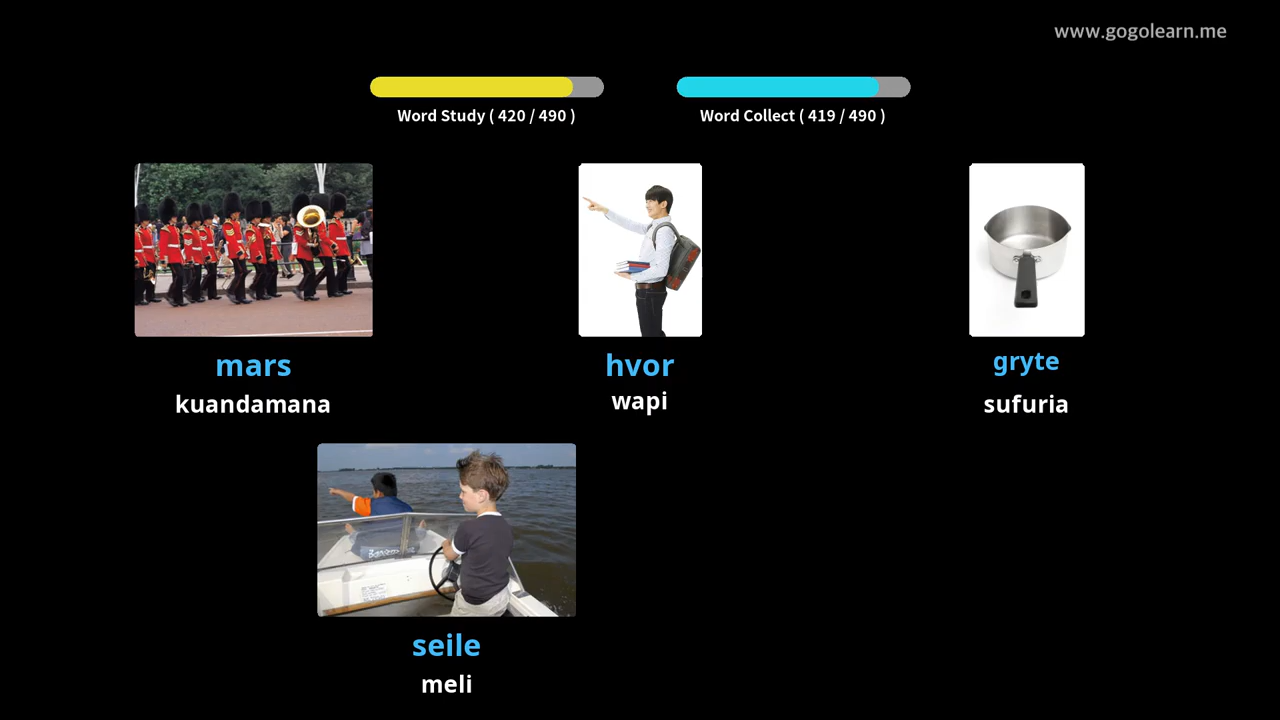 www.gogolearn.me
Word Study ( 420 / 490 )
Word Collect ( 419 / 490 )
mars
kuandamana
hvor
wapi
gryte
sufuria
seile
meli